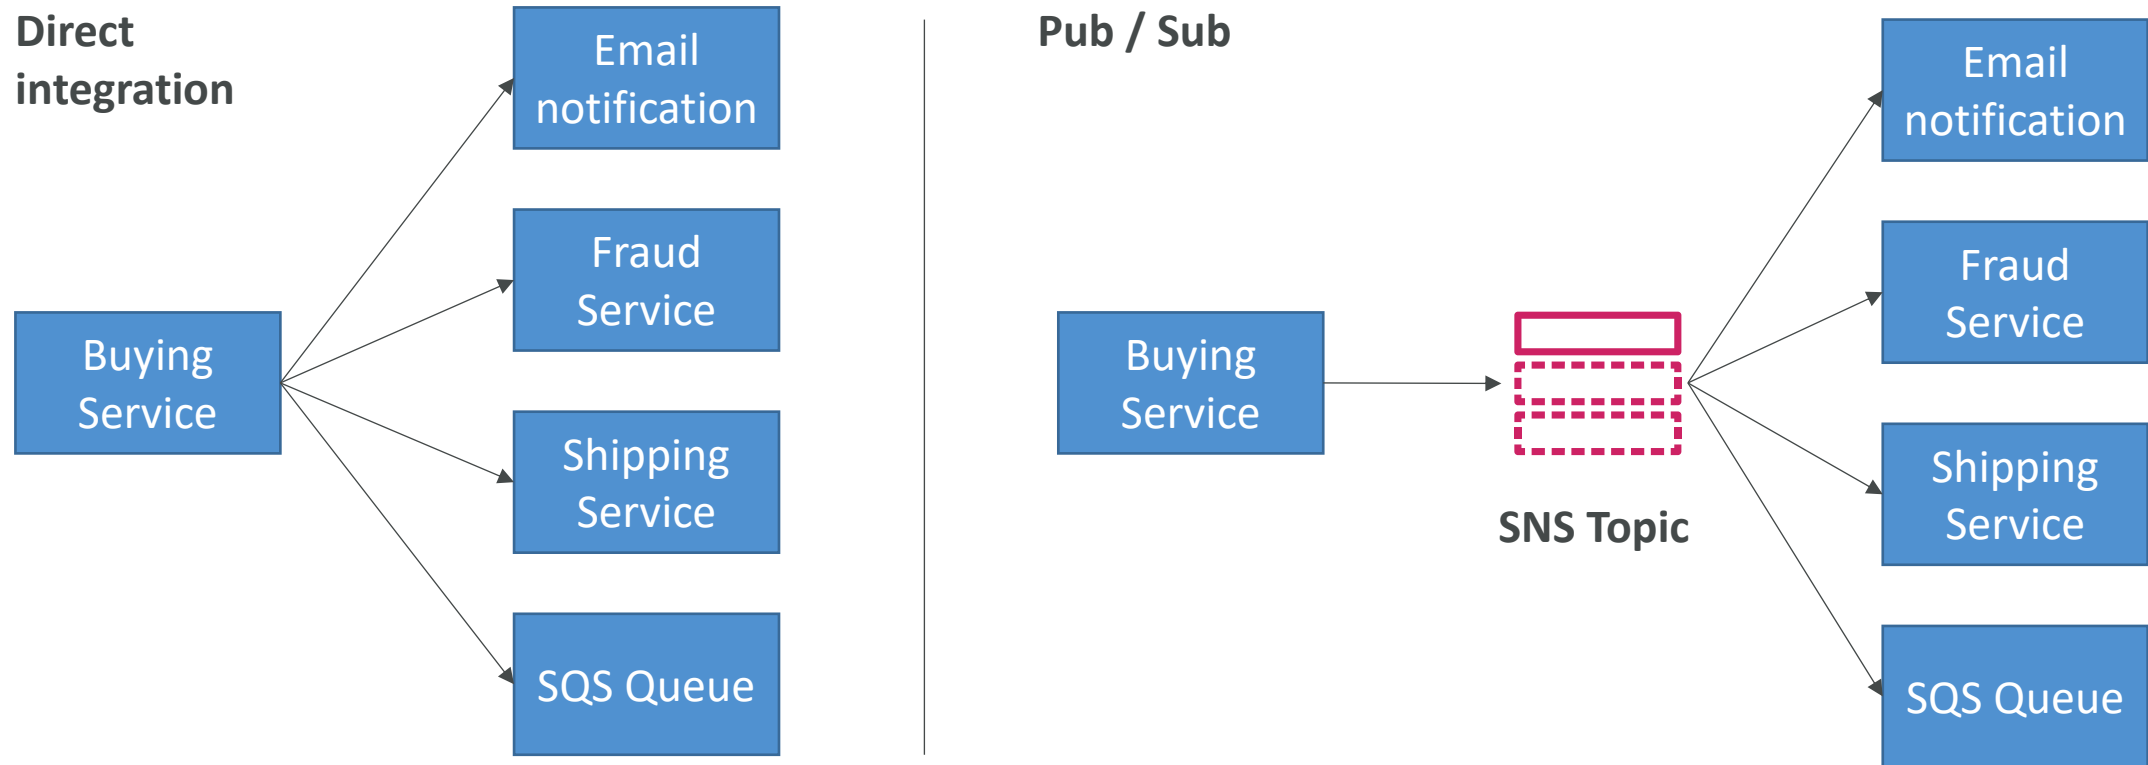 Direct
integration
Email
notification
Fraud
Service
Buying
Service
Shipping
Service
SQS Queue
Pub / Sub
Buying
Service
SNS Topic
Email
notification
Fraud
Service
Shipping
Service
SQS Queue